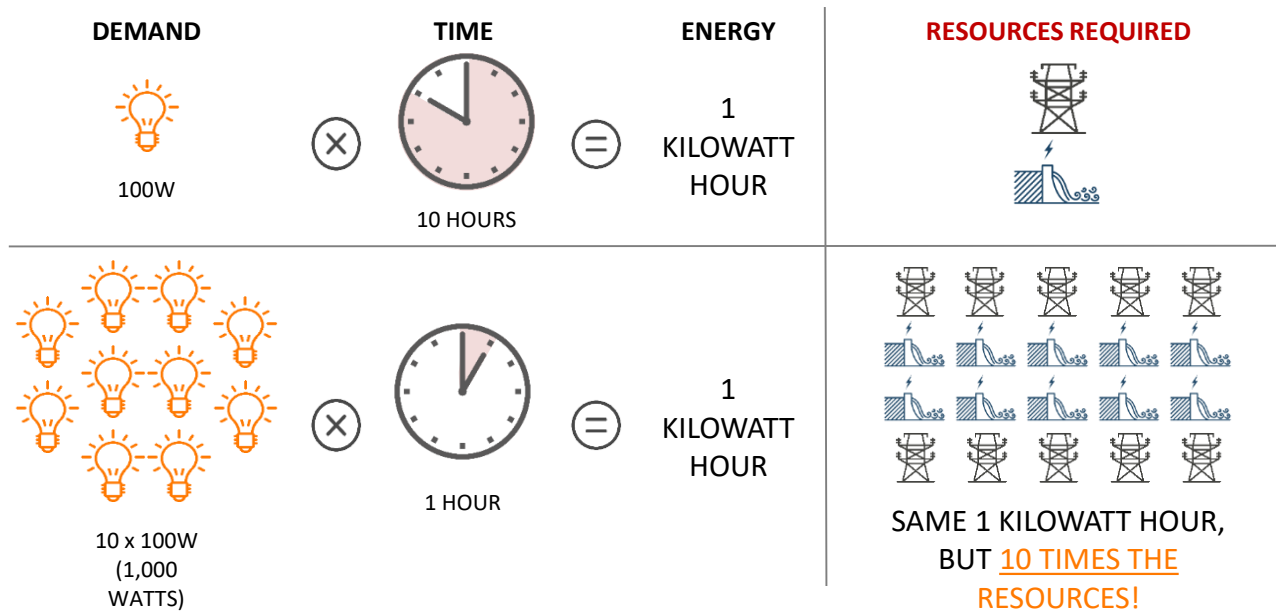 DEMAND
TIME
ENERGY
RESOURCES REQUIRED
100W
10 HOURS
1
KILOWATT
HOUR
10 x 100W
(1,000
WATTS)
1 HOUR
1
KILOWATT
HOUR
SAME 1 KILOWATT HOUR,
BUT 10 TIMES THE
RESOURCES!